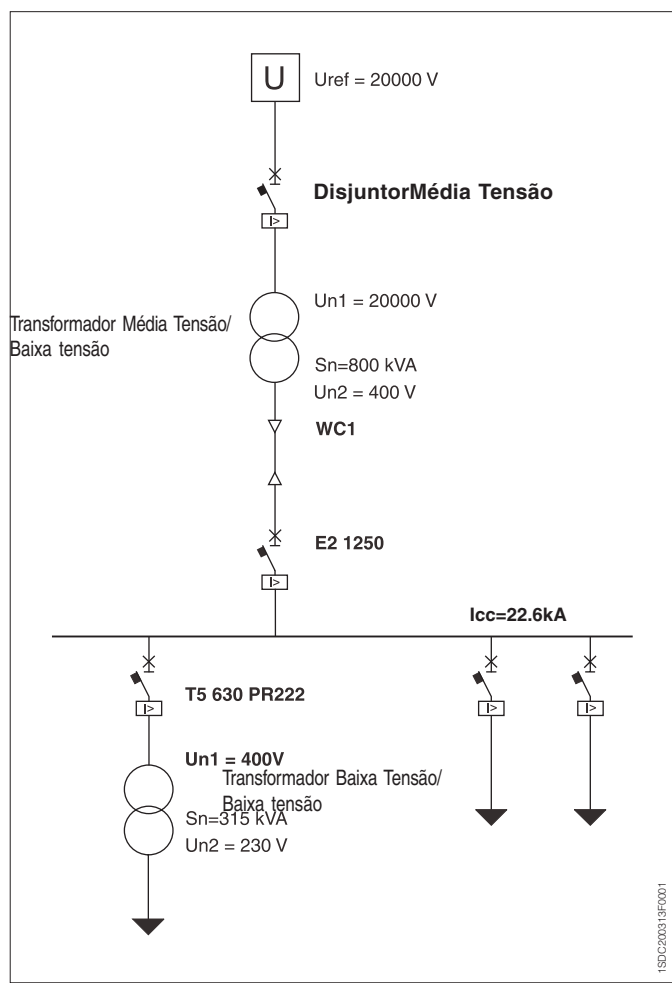 U
Uref = 20000 V
DisjuntorMédia Tensão
I>
Un1 = 20000 V
Transformador Média Tensão/
Baixa tensão
Sn=800 kVA
Un2 = 400 V
WC1
E2 1250
I>
Icc=22.6kA
T5 630 PR222
I>
I>
I>
Un1 = 400V
Transformador Baixa Tensão/
Baixa tensão
Sn=315 kVA
Un2 = 230 V
1SDC200313F0001